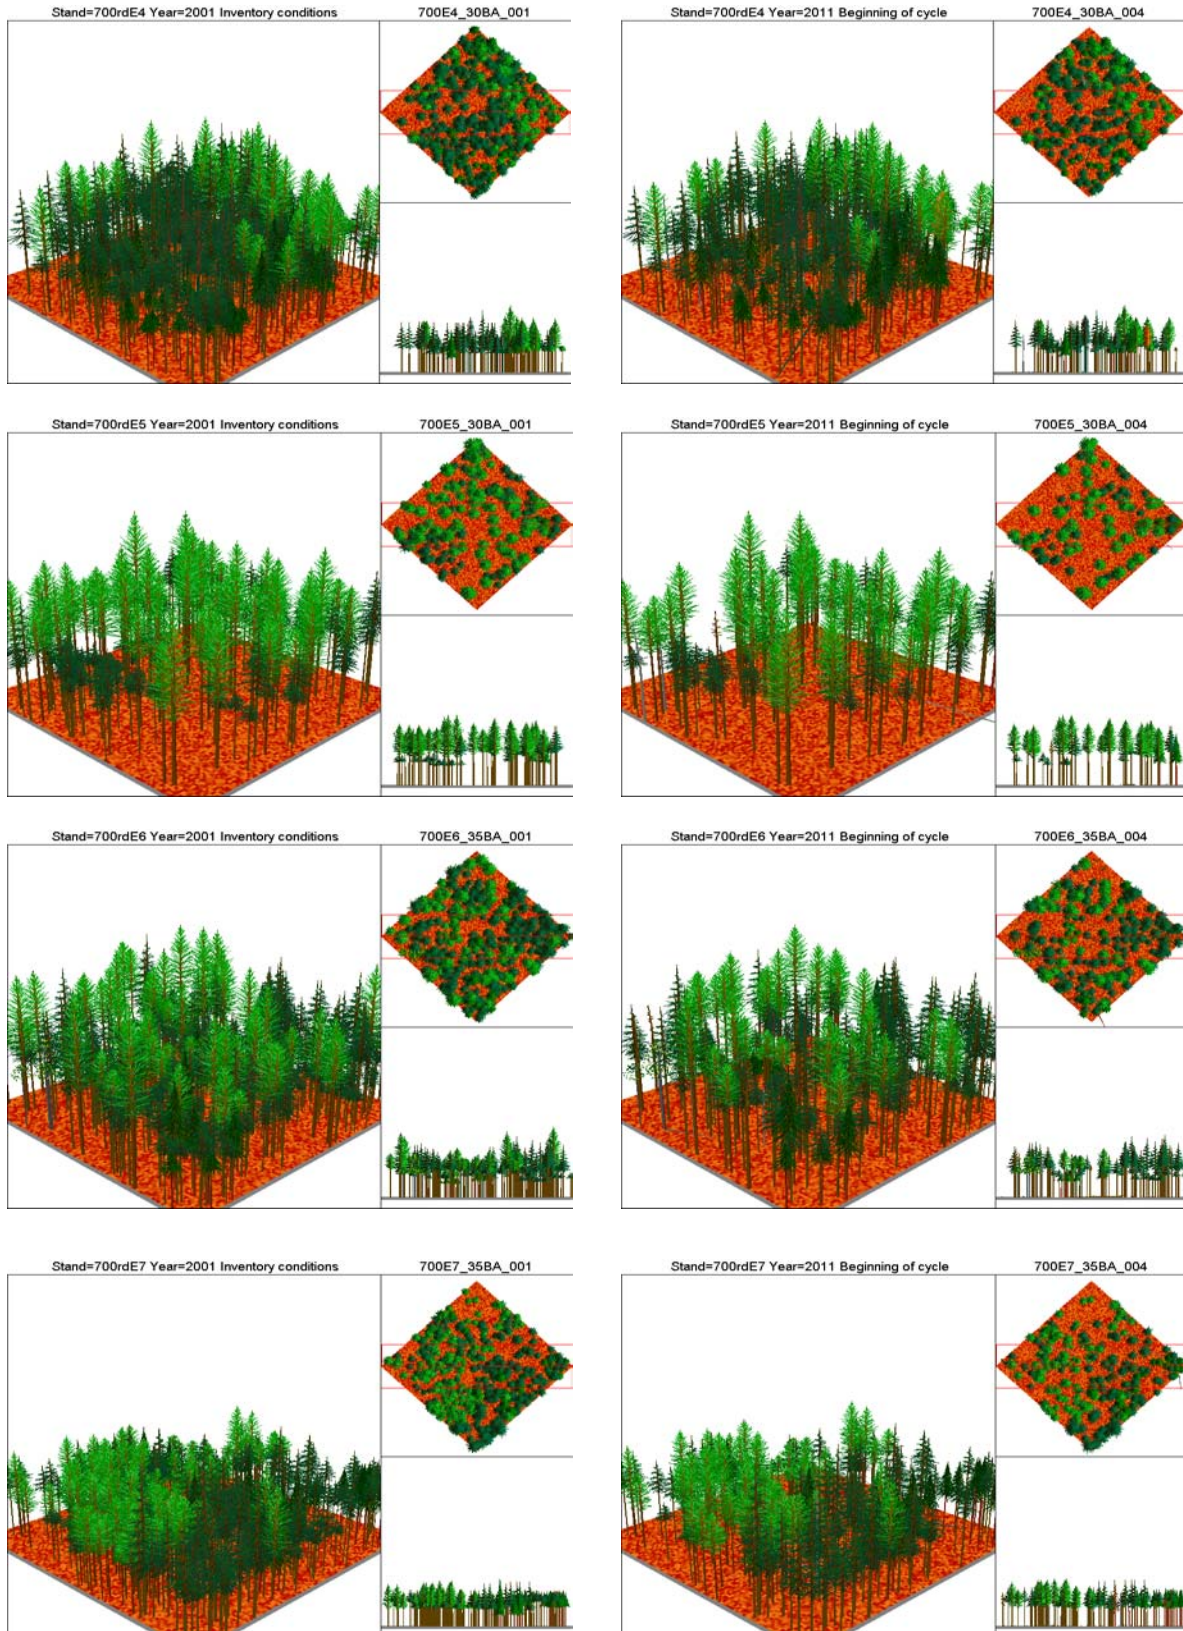 Stand=700rdE4 Year=2001 Inventory conditions 700E4_30BA_001
Stand=700rdE4 Year=2011 Beginning of cycle 700E4_30BA_004
Stand=700rdE5 Year=2001 Inventory conditions 700E5_30BA_001
Stand=700rdE5 Year=2011 Beginning of cycle 700E5_30BA_004
Stand=700rdE6 Year=2001 Inventory conditions 700E6_35BA_001
Stand=700rdE6 Year=2011 Beginning of cycle 700E6_35BA_004
Stand=700rdE7 Year=2001 Inventory conditions 700E7_35BA_001
Stand=700rdE7 Year=2011 Beginning of cycle 700E7_35BA_004